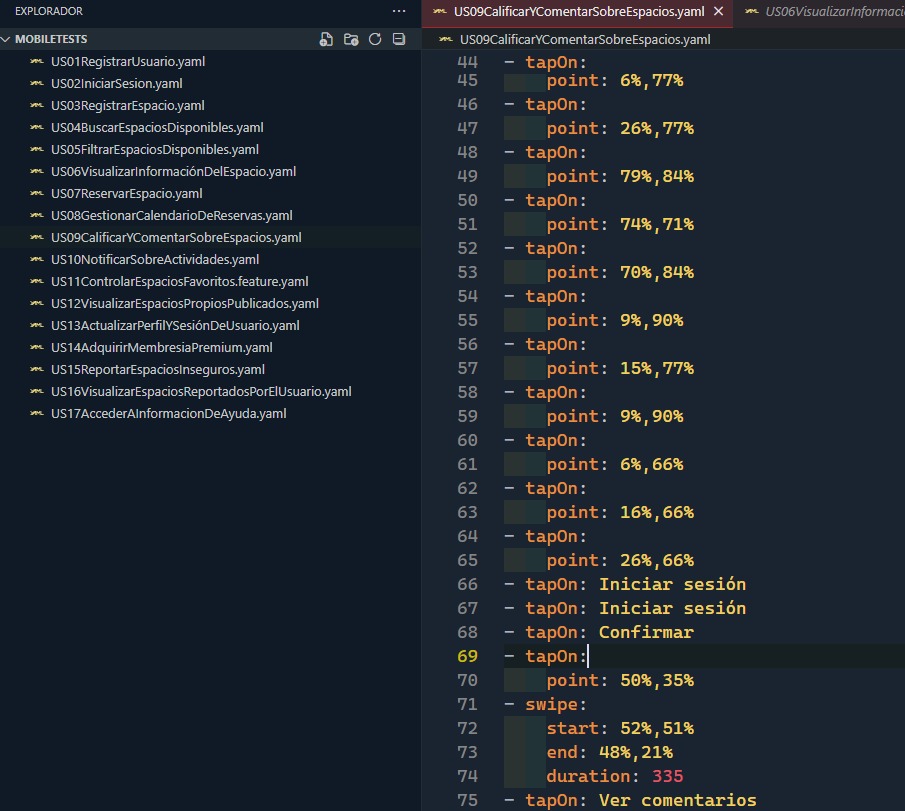 EXPLORADOR ···
MOBILETESTS
US01RegistrarUsuario.yaml
US02IniciarSesion.yaml
US03RegistrarEspacio.yaml
US04BuscarEspaciosDisponibles.yaml
US05FiltrarEspaciosDisponibles.yaml
US06VisualizarInformaciónDelEspacio.yaml
US07ReservarEspacio.yaml
US08GestionarCalendarioDeReservas.yaml
US09CalificarYComentarSobreEspacios.yaml
US10NotificarSobreActividades.yaml
US11ControlarEspaciosFavoritos.feature.yaml
US12VisualizarEspaciosPropiosPublicados.yaml
US13ActualizarPerfilYSesiónDeUsuario.yaml
US14AdquirirMembresiaPremium.yaml
US15ReportarEspaciosInseguros.yaml
US16VisualizarEspaciosReportadosPorElUsuario.yaml
US17AccederAInformacionDeAyuda.yaml
US09CalificarYComentarSobreEspacios.yaml × US06VisualizarInformaci
US09CalificarYComentarSobreEspacios.yaml
44 - tapOn:
45 point: 6%,77%
46 - tapOn:
47 point: 26%,77%
48 - tapOn:
49 point: 79%,84%
50 - tapOn:
51 point: 74%,71%
52 - tapOn:
53 point: 70%,84%
54 - tapOn:
55 point: 9%,90%
56 - tapOn:
57 point: 15%,77%
58 - tapOn:
59 point: 9%,90%
60 - tapOn:
61 point: 6%,66%
62 - tapOn:
63 point: 16%,66%
64 - tapOn:
65 point: 26%,66%
66 - tapOn: Iniciar sesión
67 - tapOn: Iniciar sesión
68 - tapOn: Confirmar
69 - tapOn:
70 point: 50%,35%
71 - swipe:
72 start: 52%,51%
73 end: 48%,21%
74 duration: 335
75 - tapOn: Ver comentarios